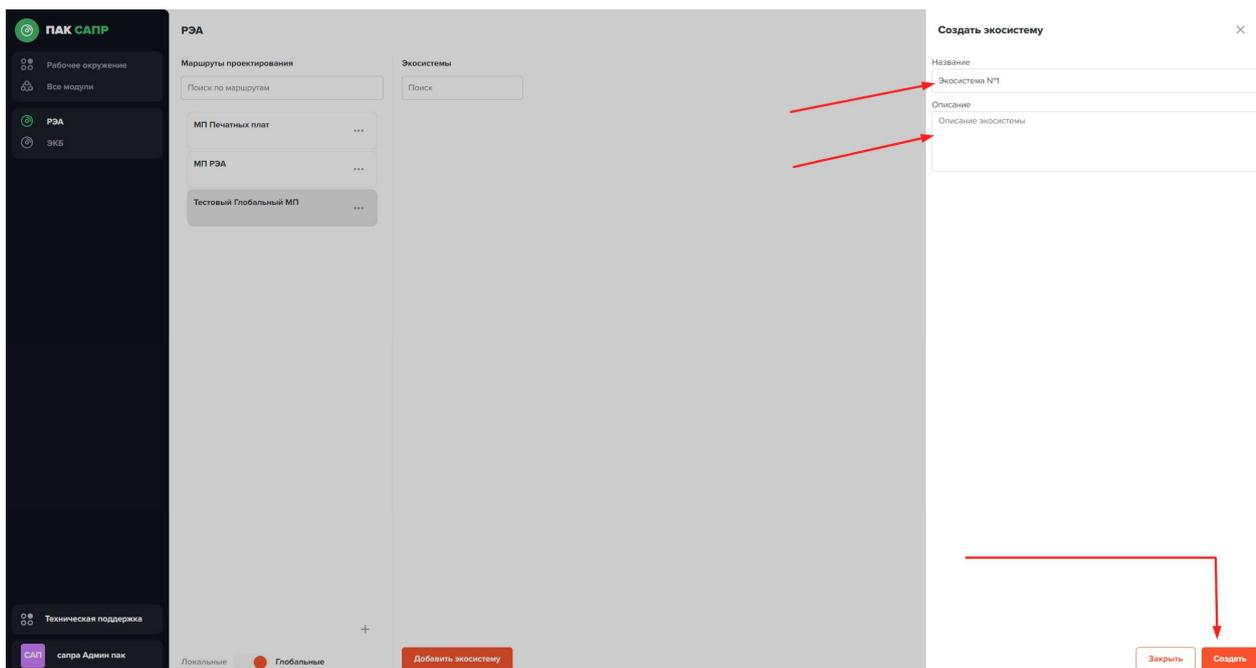 ПАК САПР
Рабочее окружение
Все модули
РЭА
ЭКБ
Техническая поддержка
САП
сапра Админ пак
РЭА
Маршруты проектирования
Поиск по маршрутам
МП Печатных плат
МП РЭА
Тестовый Глобальный МП
Локальные
Глобальные
Экосистемы
Поиск
Добавить экосистему
Создать экосистему
Название
Экосистема №1
Описание
Описание экосистемы
Закрыть
Создать